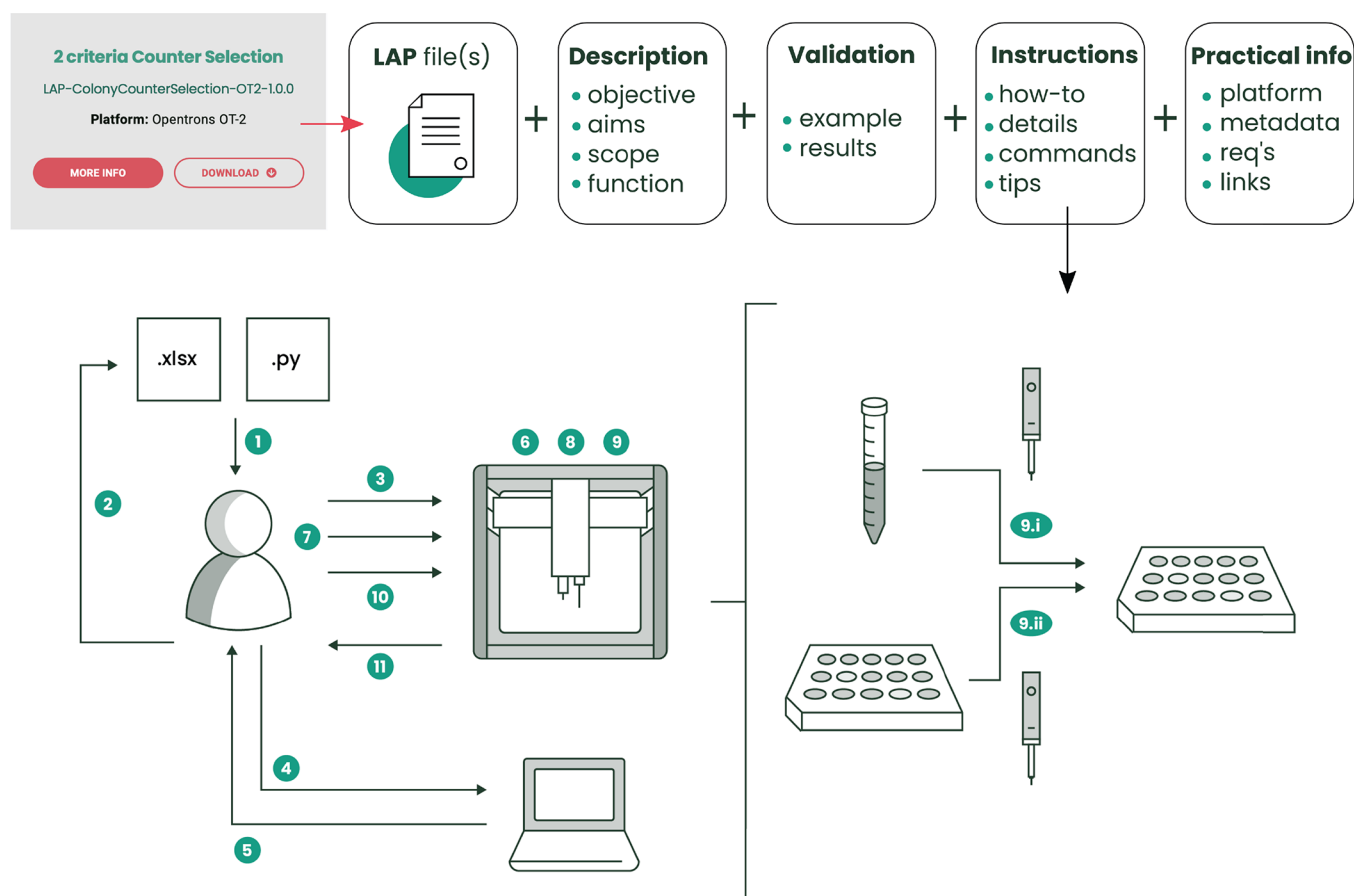 2 criteria Counter Selection
LAP-ColonyCounterSelection-OT2-1.0.0
Platform: Opentrons OT-2
MORE INFO
DOWNLOAD
LAP file(s)
+
Description
objective
aims
scope
function
+
Validation
example
results
+
Instructions
how-to
details
commands
tips
+
Practical info
platform
metadata
req's
links
.xlsx
.py
1
2
3
7
10
11
4
5
6 8 9
9.i
9.ii